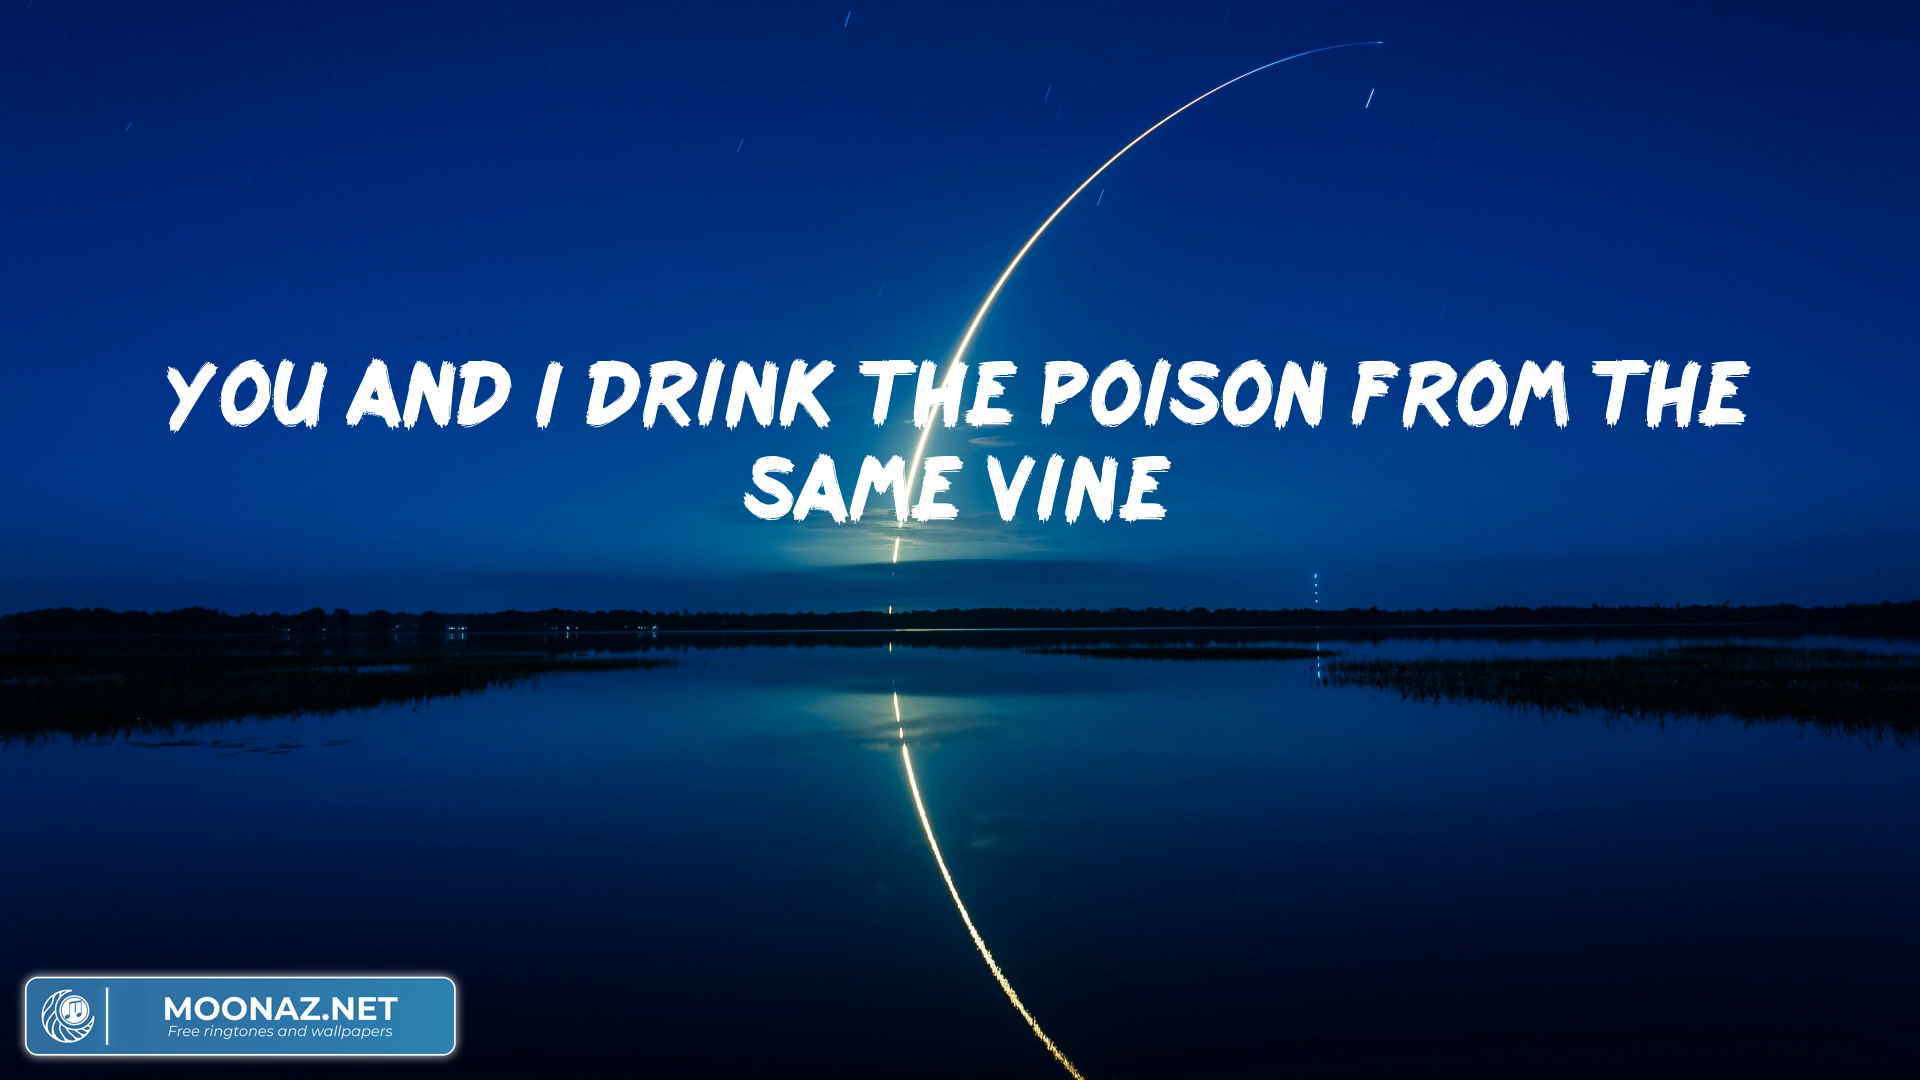 YOU AND I DRINK THE POISON FROM THE
SAME VINE
MOONAZ.NET
Free ringtones and wallpapers